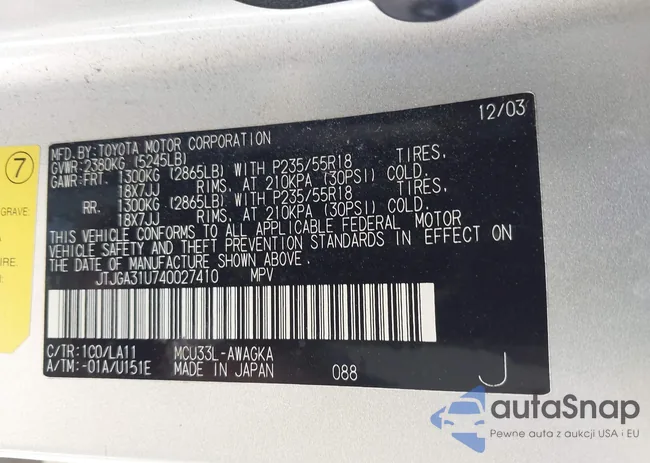 12/03
MFD.BY:TOYOTA MOTOR CORPORATION
GVWR:2380KG (5245LB)
GAWR:FRT. 1300KG (2865LB) WITH P235/55R18 TIRES.
18X7JJ RIMS, AT 210KPA (30PSI) COLD.
RR. 1300KG (2865LB) WITH P235/55R18 TIRES.
18X7JJ RIMS, AT 210KPA (30PSI) COLD.
THIS VEHICLE CONFORMS TO ALL APPLICABLE FEDERAL MOTOR
VEHICLE SAFETY AND THEFT PREVENTION STANDARDS IN EFFECT ON
THE DATE OF MANUFACTURE SHOWN ABOVE.
JTJGA31U740027410 MPV
C/TR:1C0/LA11 MCU33L-AWAGKA
A/TM:-01A/U151E MADE IN JAPAN 088 J
7
GRAVE:
IRE.
autaSnap
Pewne auta z aukcji USA i EU